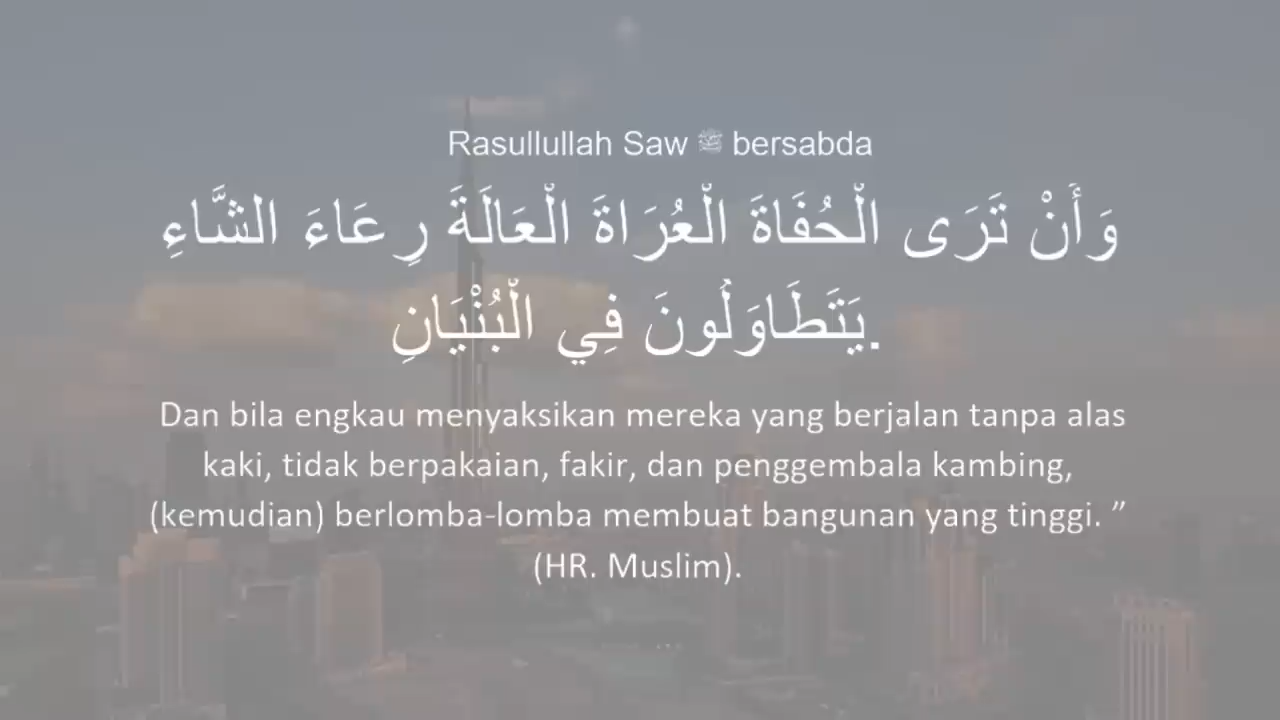 Rasullullah Saw ﷺ bersabda
وَأَنْ تَرَى الْحُفَاةَ الْعُرَاةَ الْعَالَةَ رِعَاءَ الشَّاءِ
يَتَطَاوَلُونَ فِي الْبُنْيَانِ.
Dan bila engkau menyaksikan mereka yang berjalan tanpa alas
kaki, tidak berpakaian, fakir, dan penggembala kambing,
(kemudian) berlomba-lomba membuat bangunan yang tinggi. ”
(HR. Muslim).